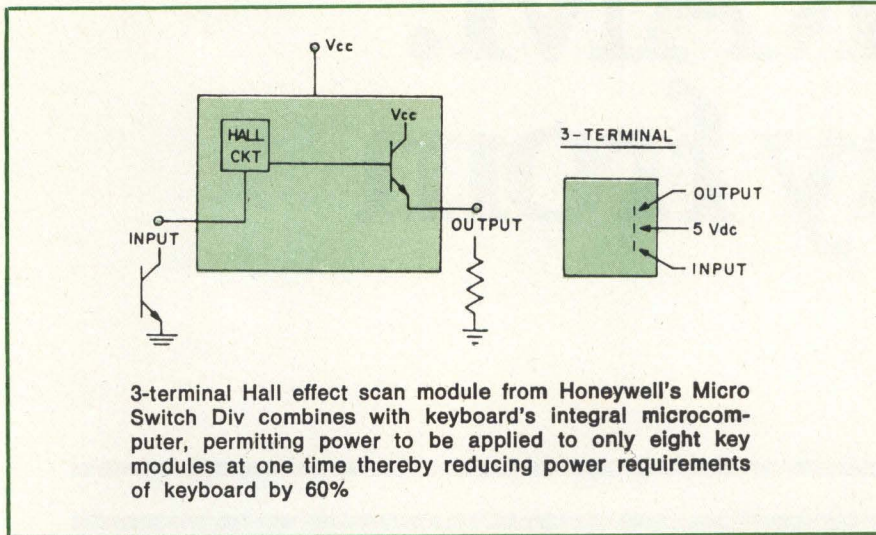 Vcc
HALL
CKT
Vcc
INPUT
OUTPUT
3-TERMINAL
OUTPUT
5 Vdc
INPUT
3-terminal Hall effect scan module from Honeywell's Micro
Switch Div combines with keyboard's integral microcom-
puter, permitting power to be applied to only eight key
modules at one time thereby reducing power requirements
of keyboard by 60%